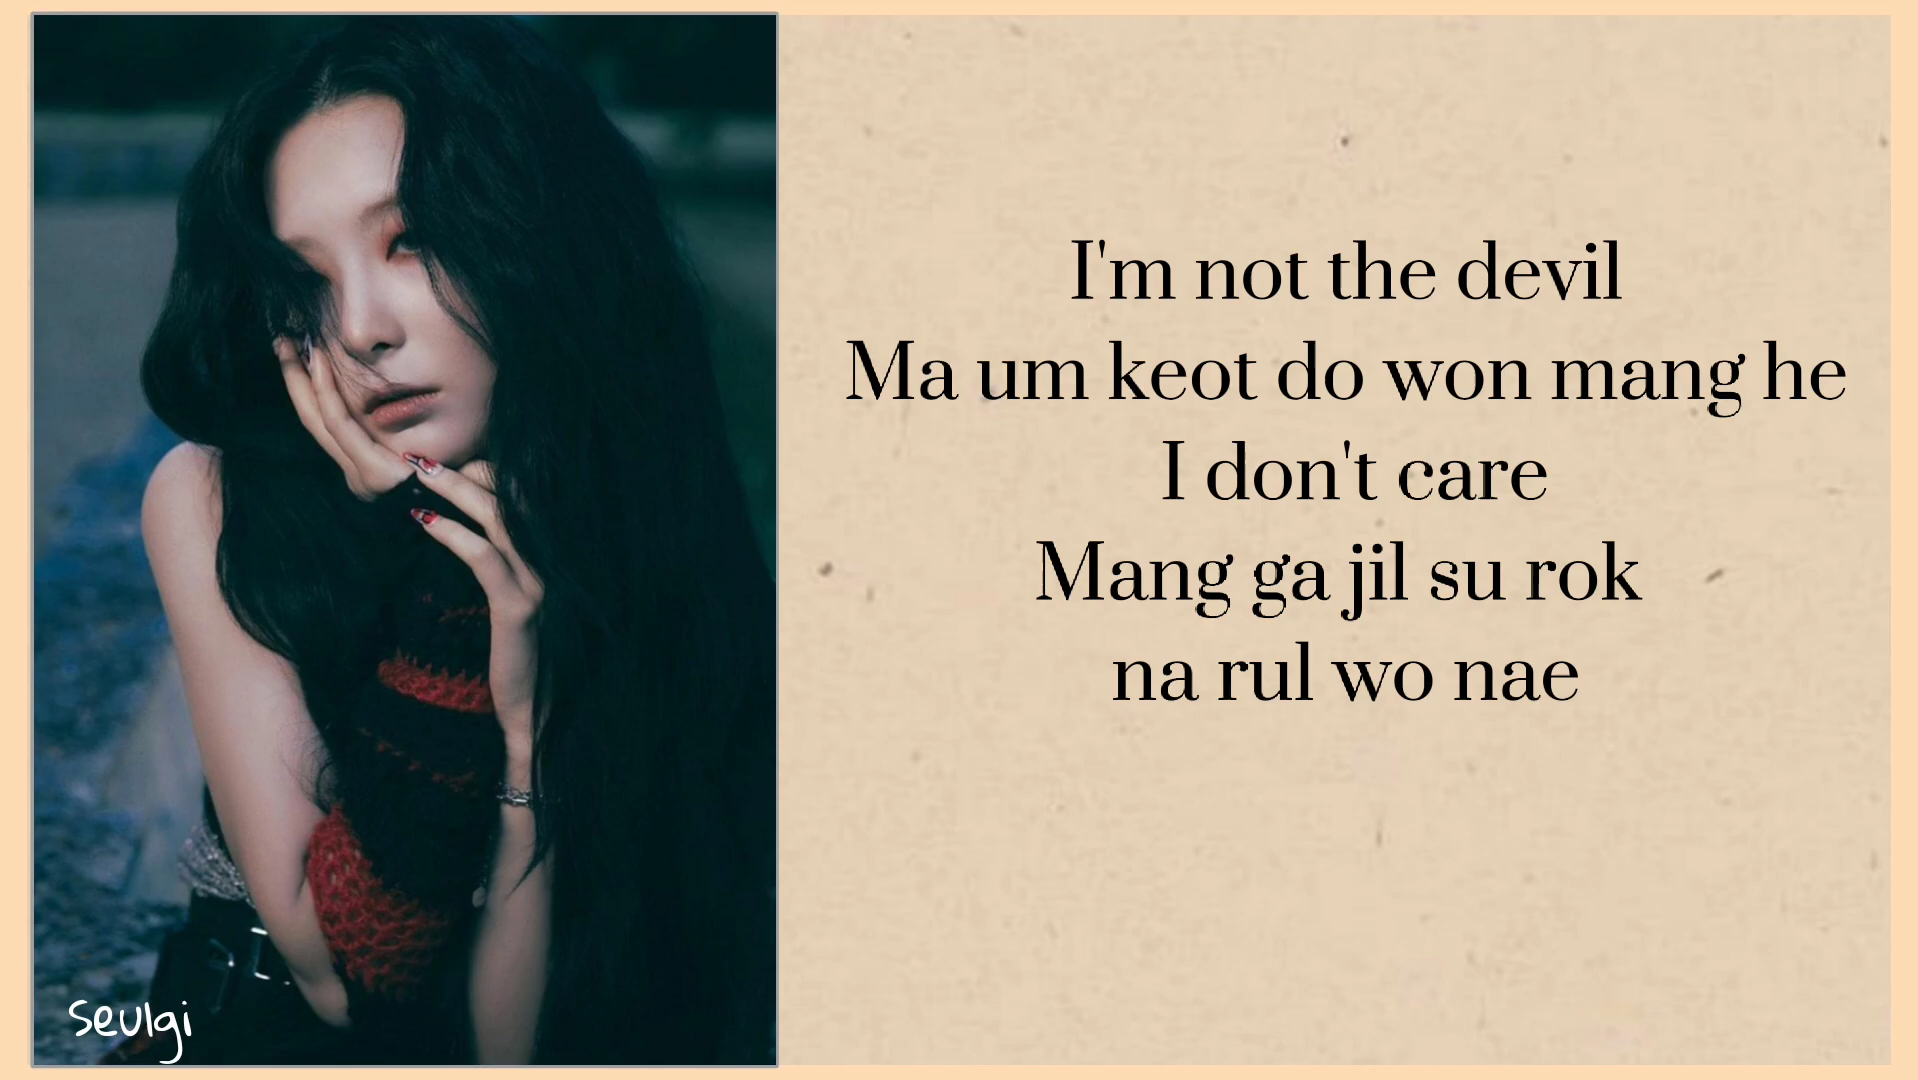 I'm not the devil
Ma um keot do won mang he
I don't care
Mang ga jil su rok
na rul wo nae
Seulgi